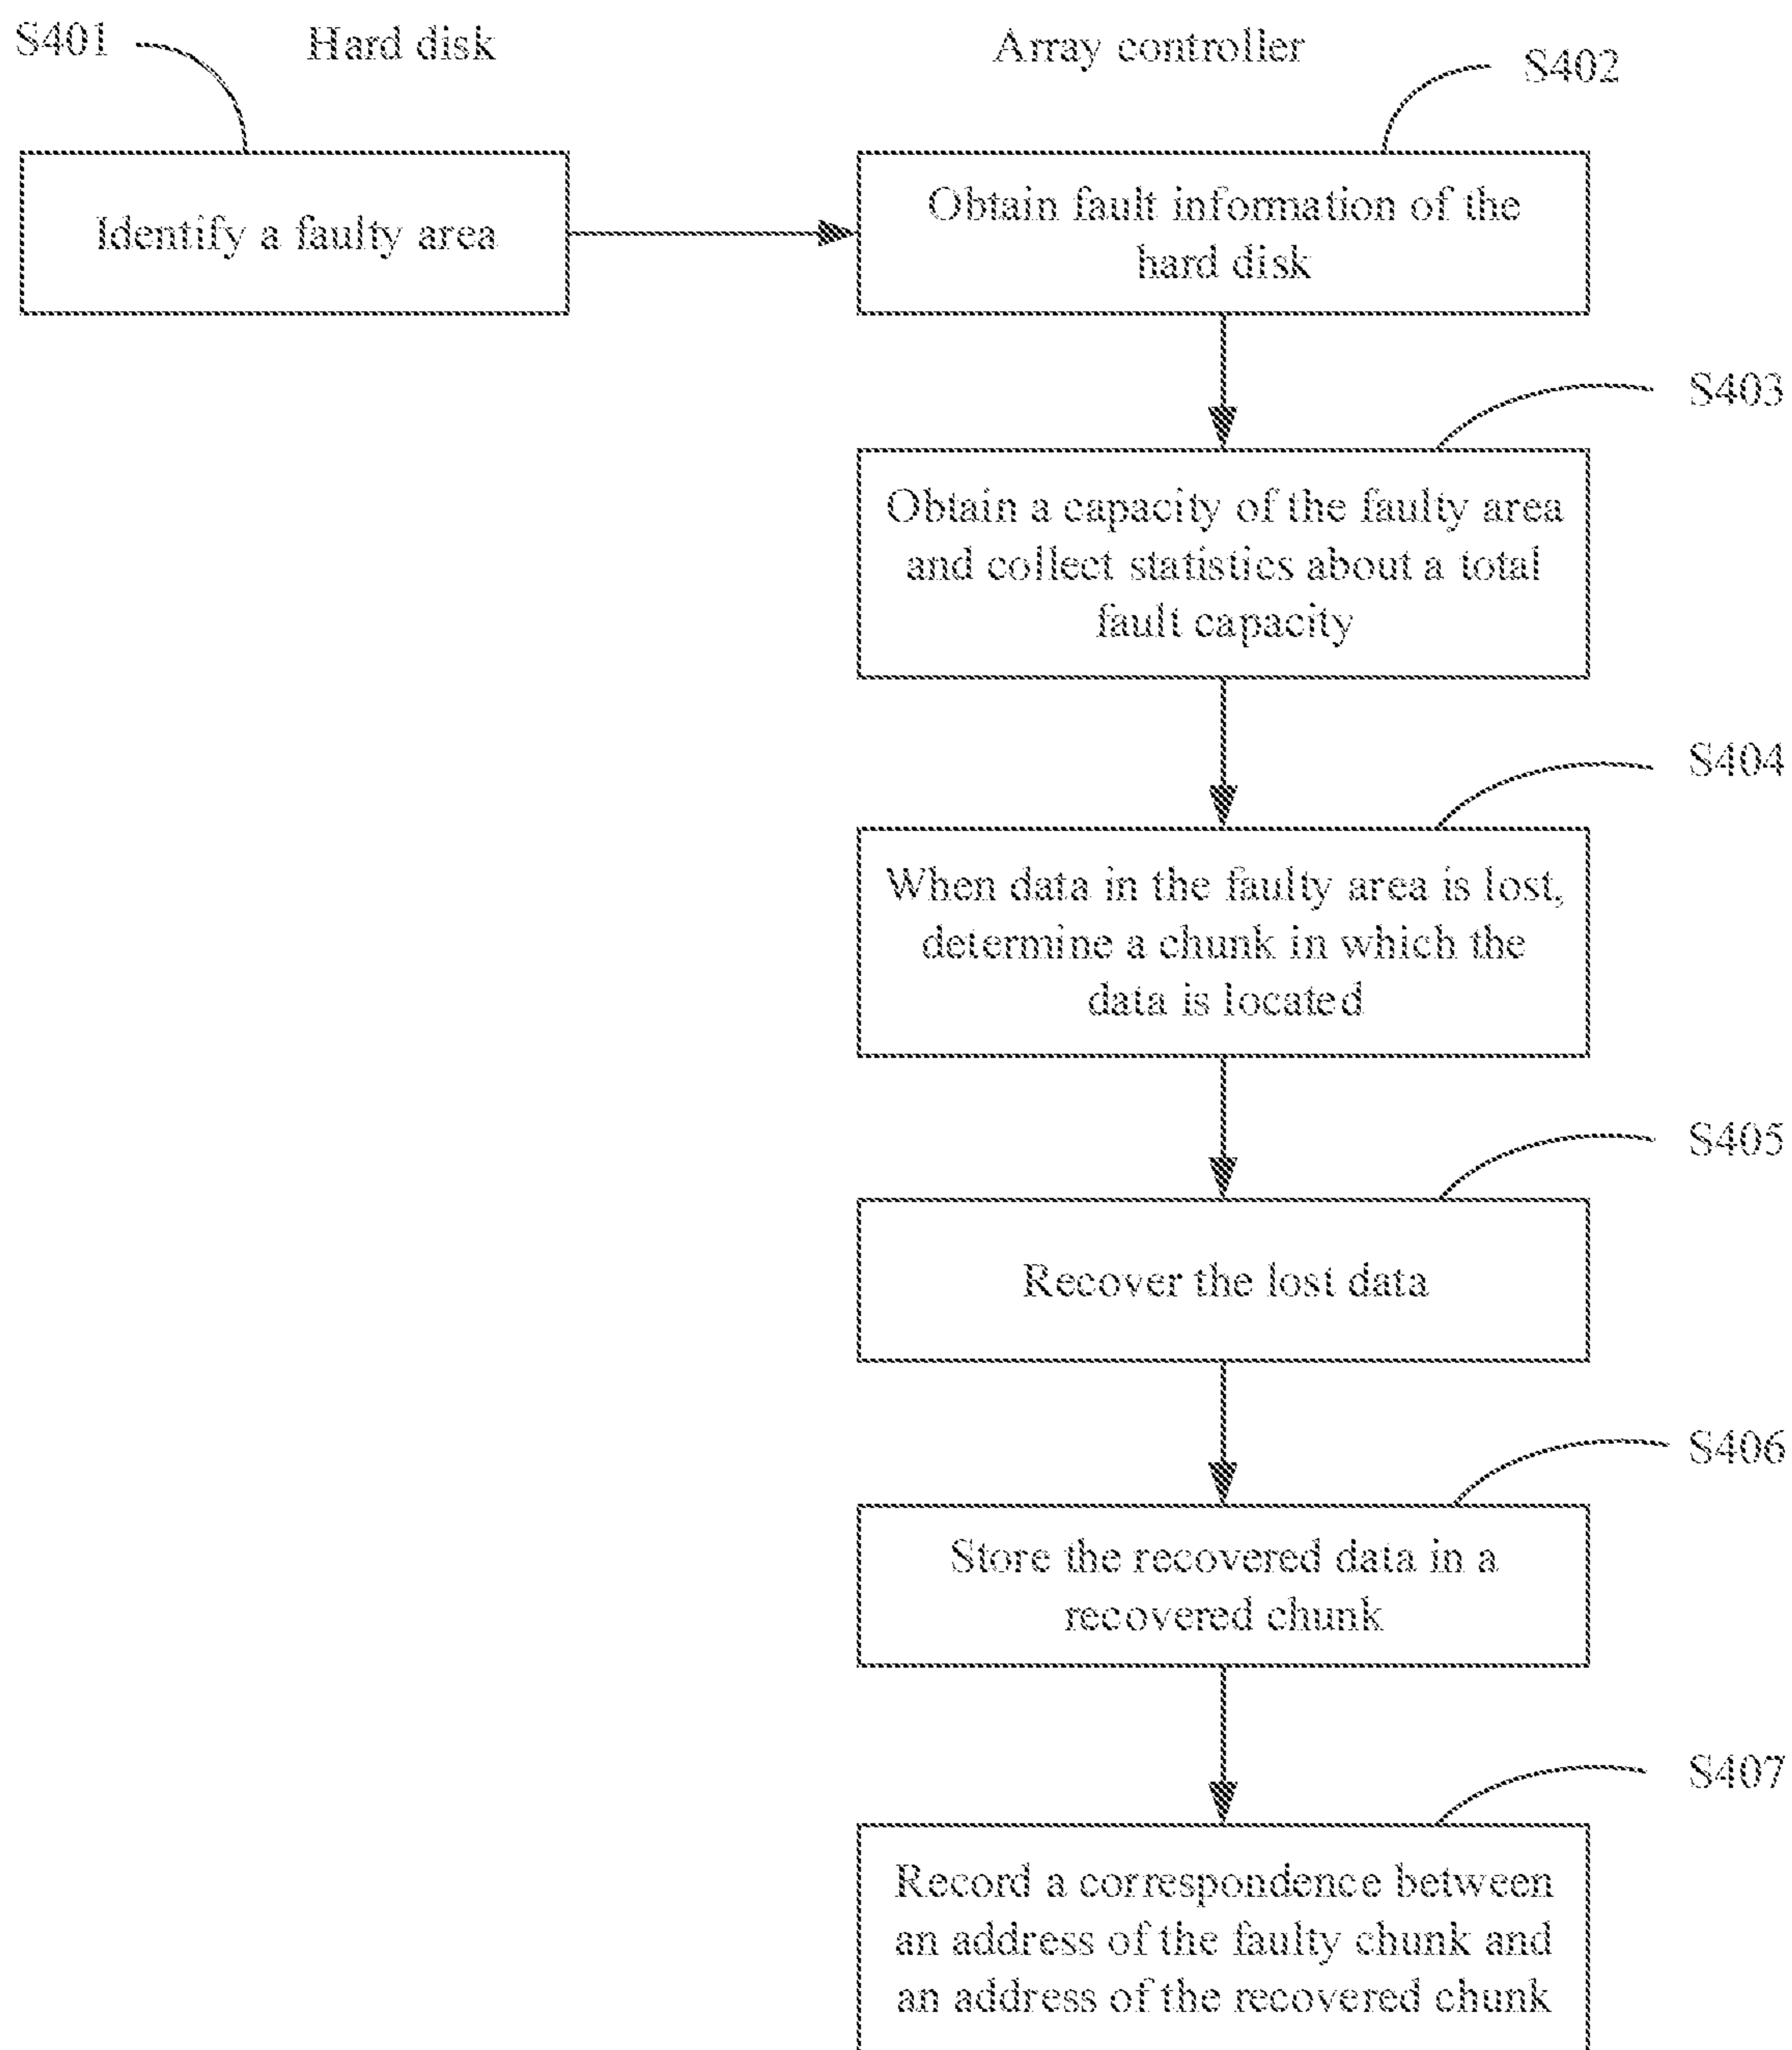 S401
Hard disk
Array controller
S402
Identify a faulty area
Obtain fault information of the
hard disk
S403
Obtain a capacity of the faulty area
and collect statistics about a total
fault capacity
S404
When data in the faulty area is lost,
determine a chunk in which the
data is located
S405
Recover the lost data
S406
Store the recovered data in a
recovered chunk
S407
Record a correspondence between
an address of the faulty chunk and
an address of the recovered chunk